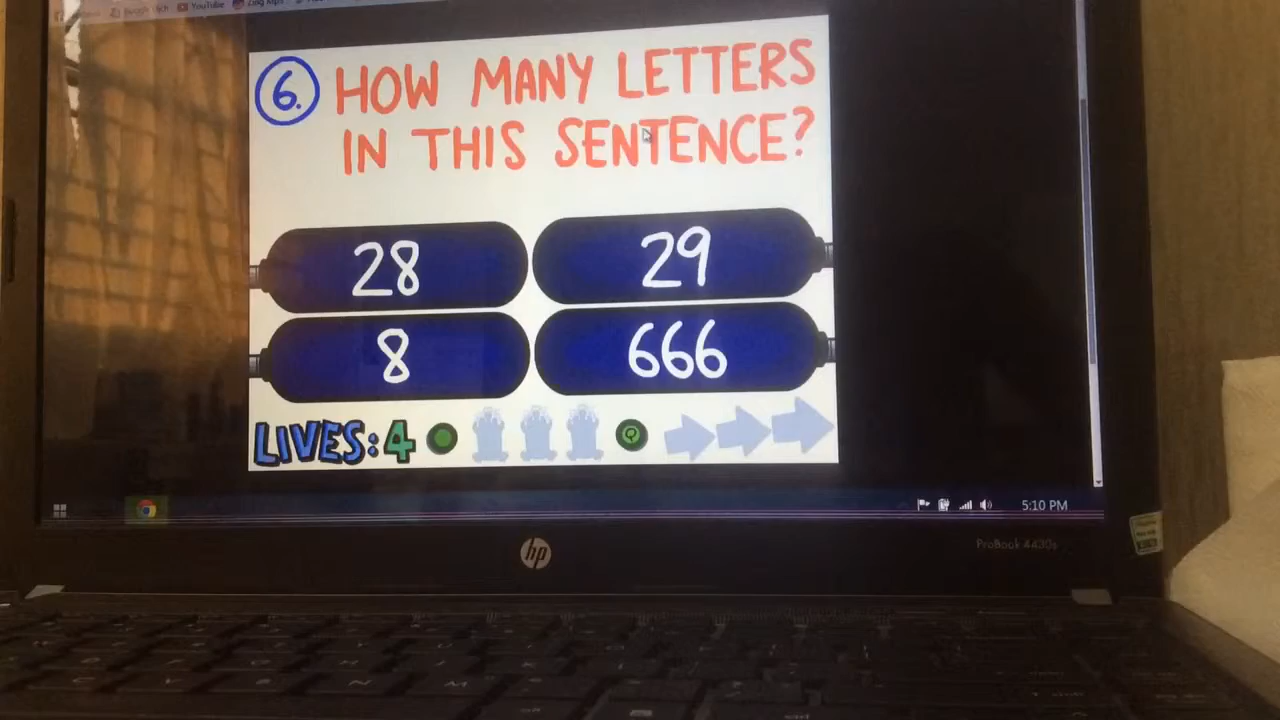 YouTube
6. HOW MANY LETTERS
IN THIS SENTENCE?
28
29
8
666
LIVES: 4
Q
5:10 PM
hp
ProBook 4430s